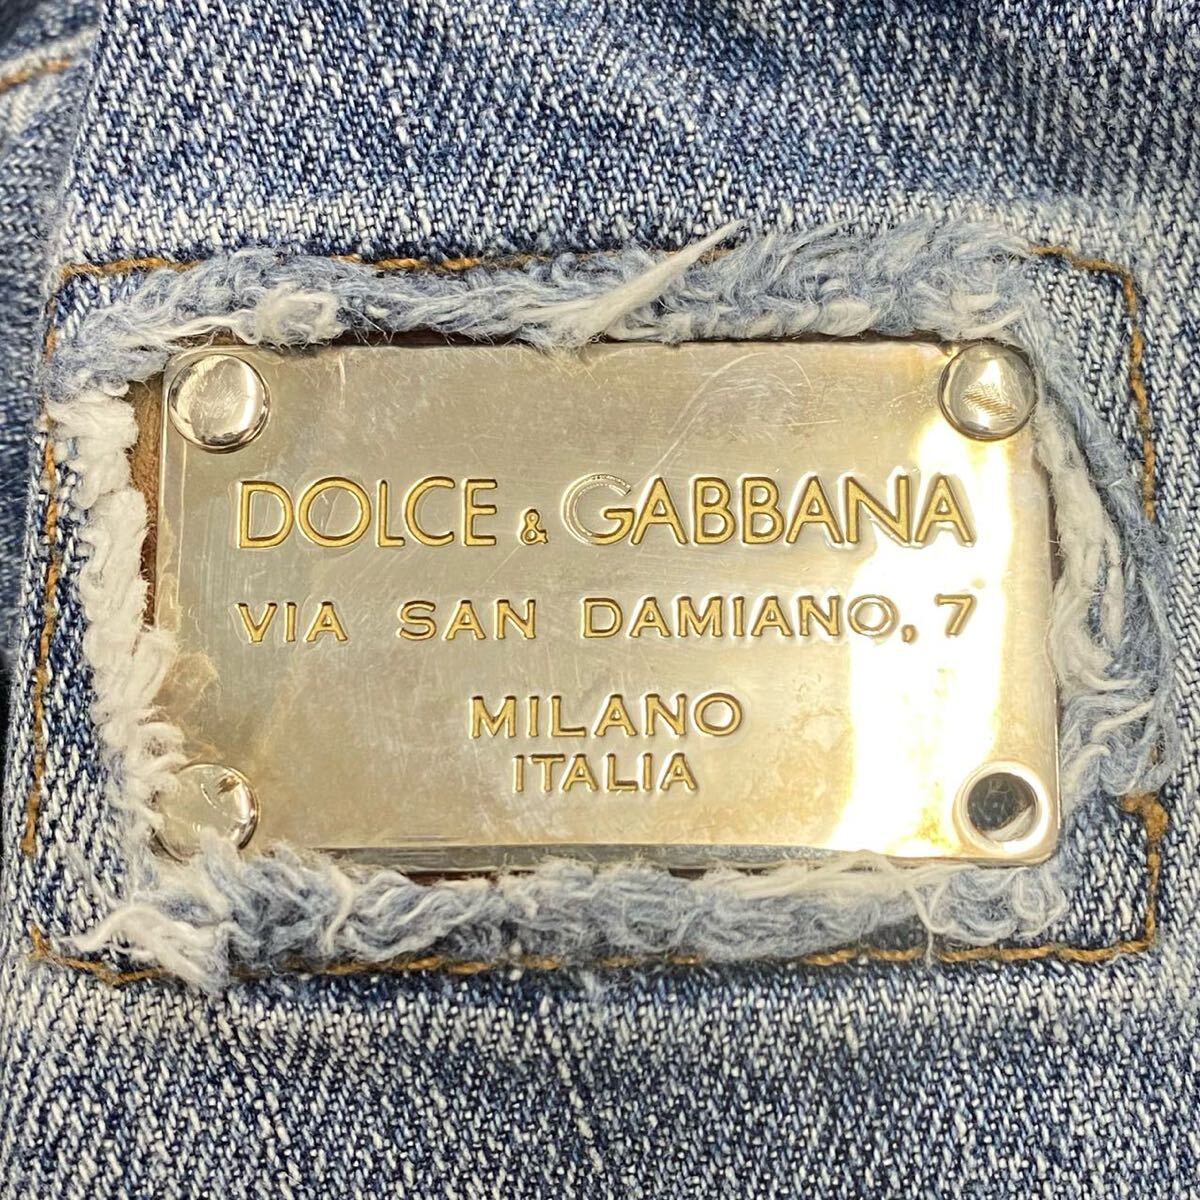 DOLCE & GABBANA
VIA SAN DAMIANO, 7
MILANO
ITALIA